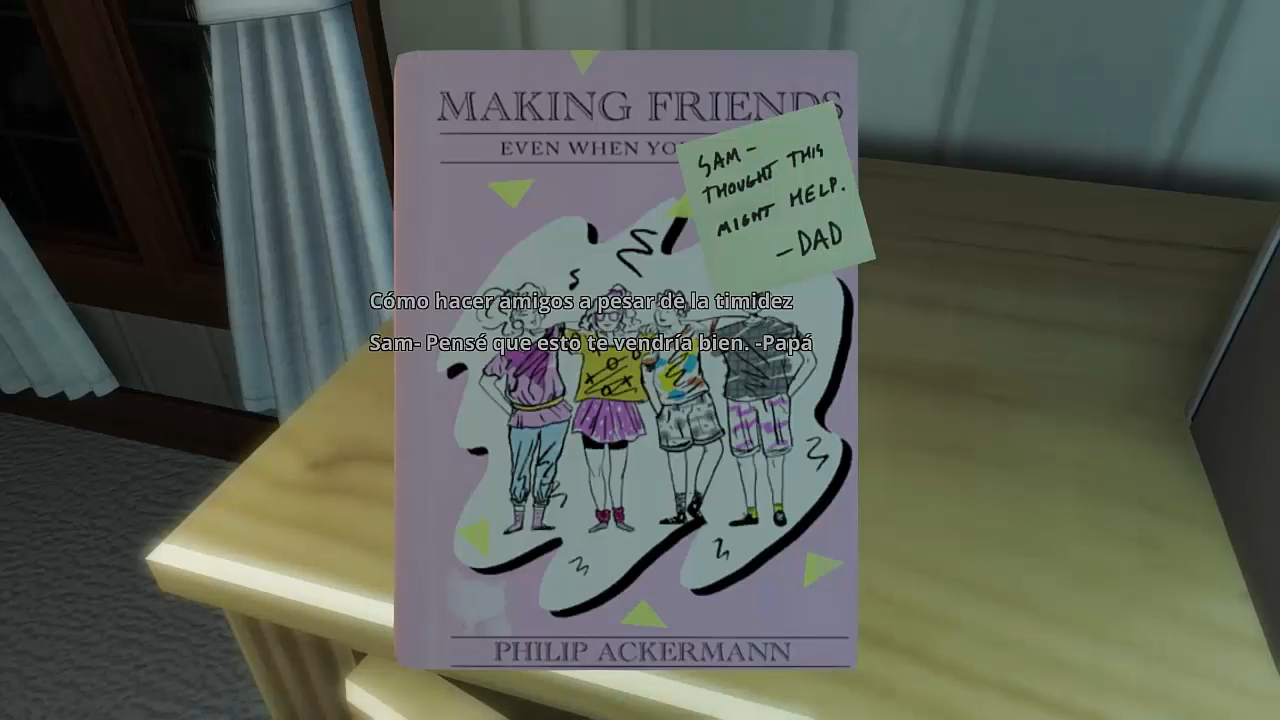 MAKING FRIENDS
EVEN WHEN
SAM-
THOUGHT THIS
MIGHT HELP.
-DAD
Cómo hacer amigos a pesar de la timidez
Sam- Pensé que esto te vendría bien. -Papá
PHILIP ACKERMANN